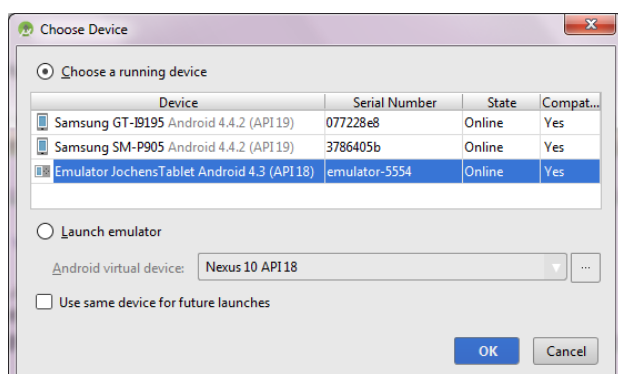 Choose Device
Choose a running device
Device Serial Number State Compat...
Samsung GT-I9195 Android 4.4.2 (API 19) 077228e8 Online Yes
Samsung SM-P905 Android 4.4.2 (API 19) 3786405b Online Yes
Emulator JochensTablet Android 4.3 (API 18) emulator-5554 Online Yes
Launch emulator
Android virtual device: Nexus 10 API 18 ...
Use same device for future launches
OK Cancel